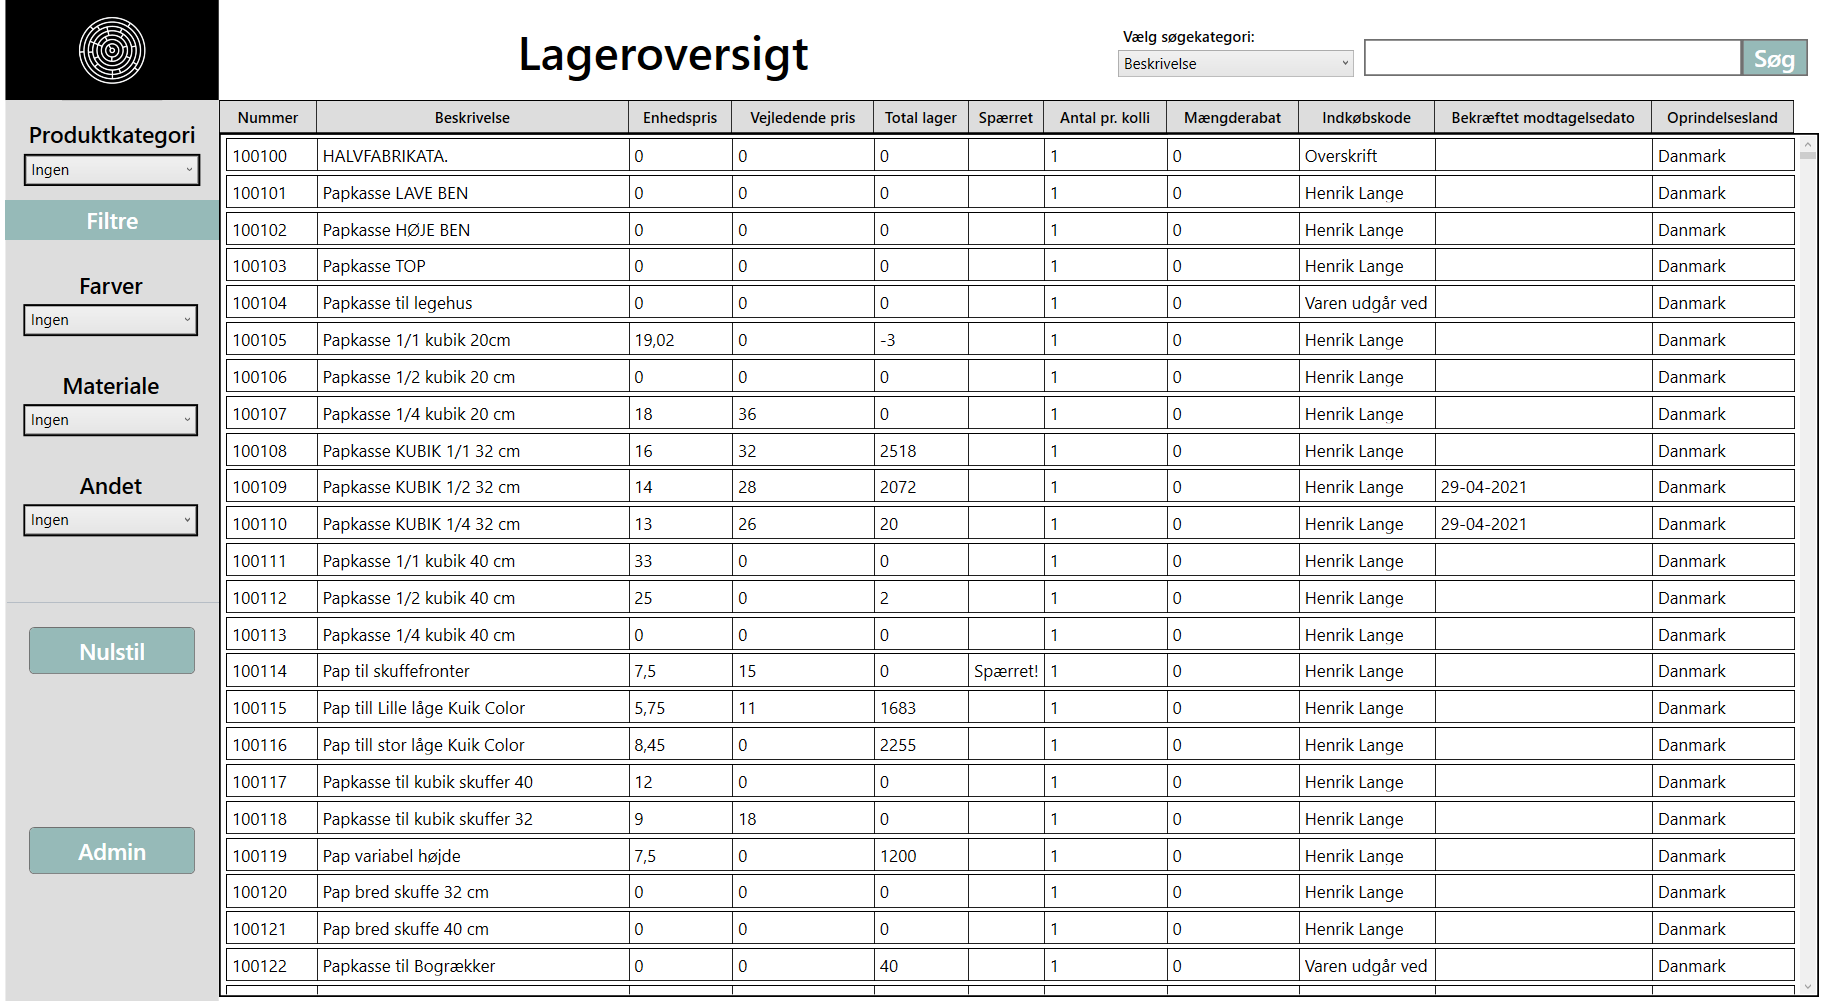 Lageroversigt
Vælg søgekategori:
Beskrivelse
Søg
Produktkategori
Ingen
Filtre
Farver
Ingen
Materiale
Ingen
Andet
Ingen
Nulstil
Admin
Nummer Beskrivelse Enhedspris Vejledende pris Total lager Spærret Antal pr. kolli Mængderabat Indkøbskode Bekræftet modtagelsedato Oprindelsesland
100100 HALVFABRIKATA. 0 0 0 1 0 Overskrift Danmark
100101 Papkasse LAVE BEN 0 0 0 1 0 Henrik Lange Danmark
100102 Papkasse HØJE BEN 0 0 0 1 0 Henrik Lange Danmark
100103 Papkasse TOP 0 0 0 1 0 Henrik Lange Danmark
100104 Papkasse til legehus 0 0 0 1 0 Varen udgår ved Danmark
100105 Papkasse 1/1 kubik 20cm 19,02 0 -3 1 0 Henrik Lange Danmark
100106 Papkasse 1/2 kubik 20 cm 0 0 0 1 0 Henrik Lange Danmark
100107 Papkasse 1/4 kubik 20 cm 18 36 0 1 0 Henrik Lange Danmark
100108 Papkasse KUBIK 1/1 32 cm 16 32 2518 1 0 Henrik Lange Danmark
100109 Papkasse KUBIK 1/2 32 cm 14 28 2072 1 0 Henrik Lange 29-04-2021 Danmark
100110 Papkasse KUBIK 1/4 32 cm 13 26 20 1 0 Henrik Lange 29-04-2021 Danmark
100111 Papkasse 1/1 kubik 40 cm 33 0 0 1 0 Henrik Lange Danmark
100112 Papkasse 1/2 kubik 40 cm 25 0 2 1 0 Henrik Lange Danmark
100113 Papkasse 1/4 kubik 40 cm 0 0 0 1 0 Henrik Lange Danmark
100114 Pap til skuffefronter 7,5 15 0 Spærret! 1 0 Henrik Lange Danmark
100115 Pap till Lille låge Kuik Color 5,75 11 1683 1 0 Henrik Lange Danmark
100116 Pap till stor låge Kuik Color 8,45 0 2255 1 0 Henrik Lange Danmark
100117 Papkasse til kubik skuffer 40 12 0 0 1 0 Henrik Lange Danmark
100118 Papkasse til kubik skuffer 32 9 18 0 1 0 Henrik Lange Danmark
100119 Pap variabel højde 7,5 0 1200 1 0 Henrik Lange Danmark
100120 Pap bred skuffe 32 cm 0 0 0 1 0 Henrik Lange Danmark
100121 Pap bred skuffe 40 cm 0 0 0 1 0 Henrik Lange Danmark
100122 Papkasse til Bogrækker 0 0 40 1 0 Varen udgår ved Danmark